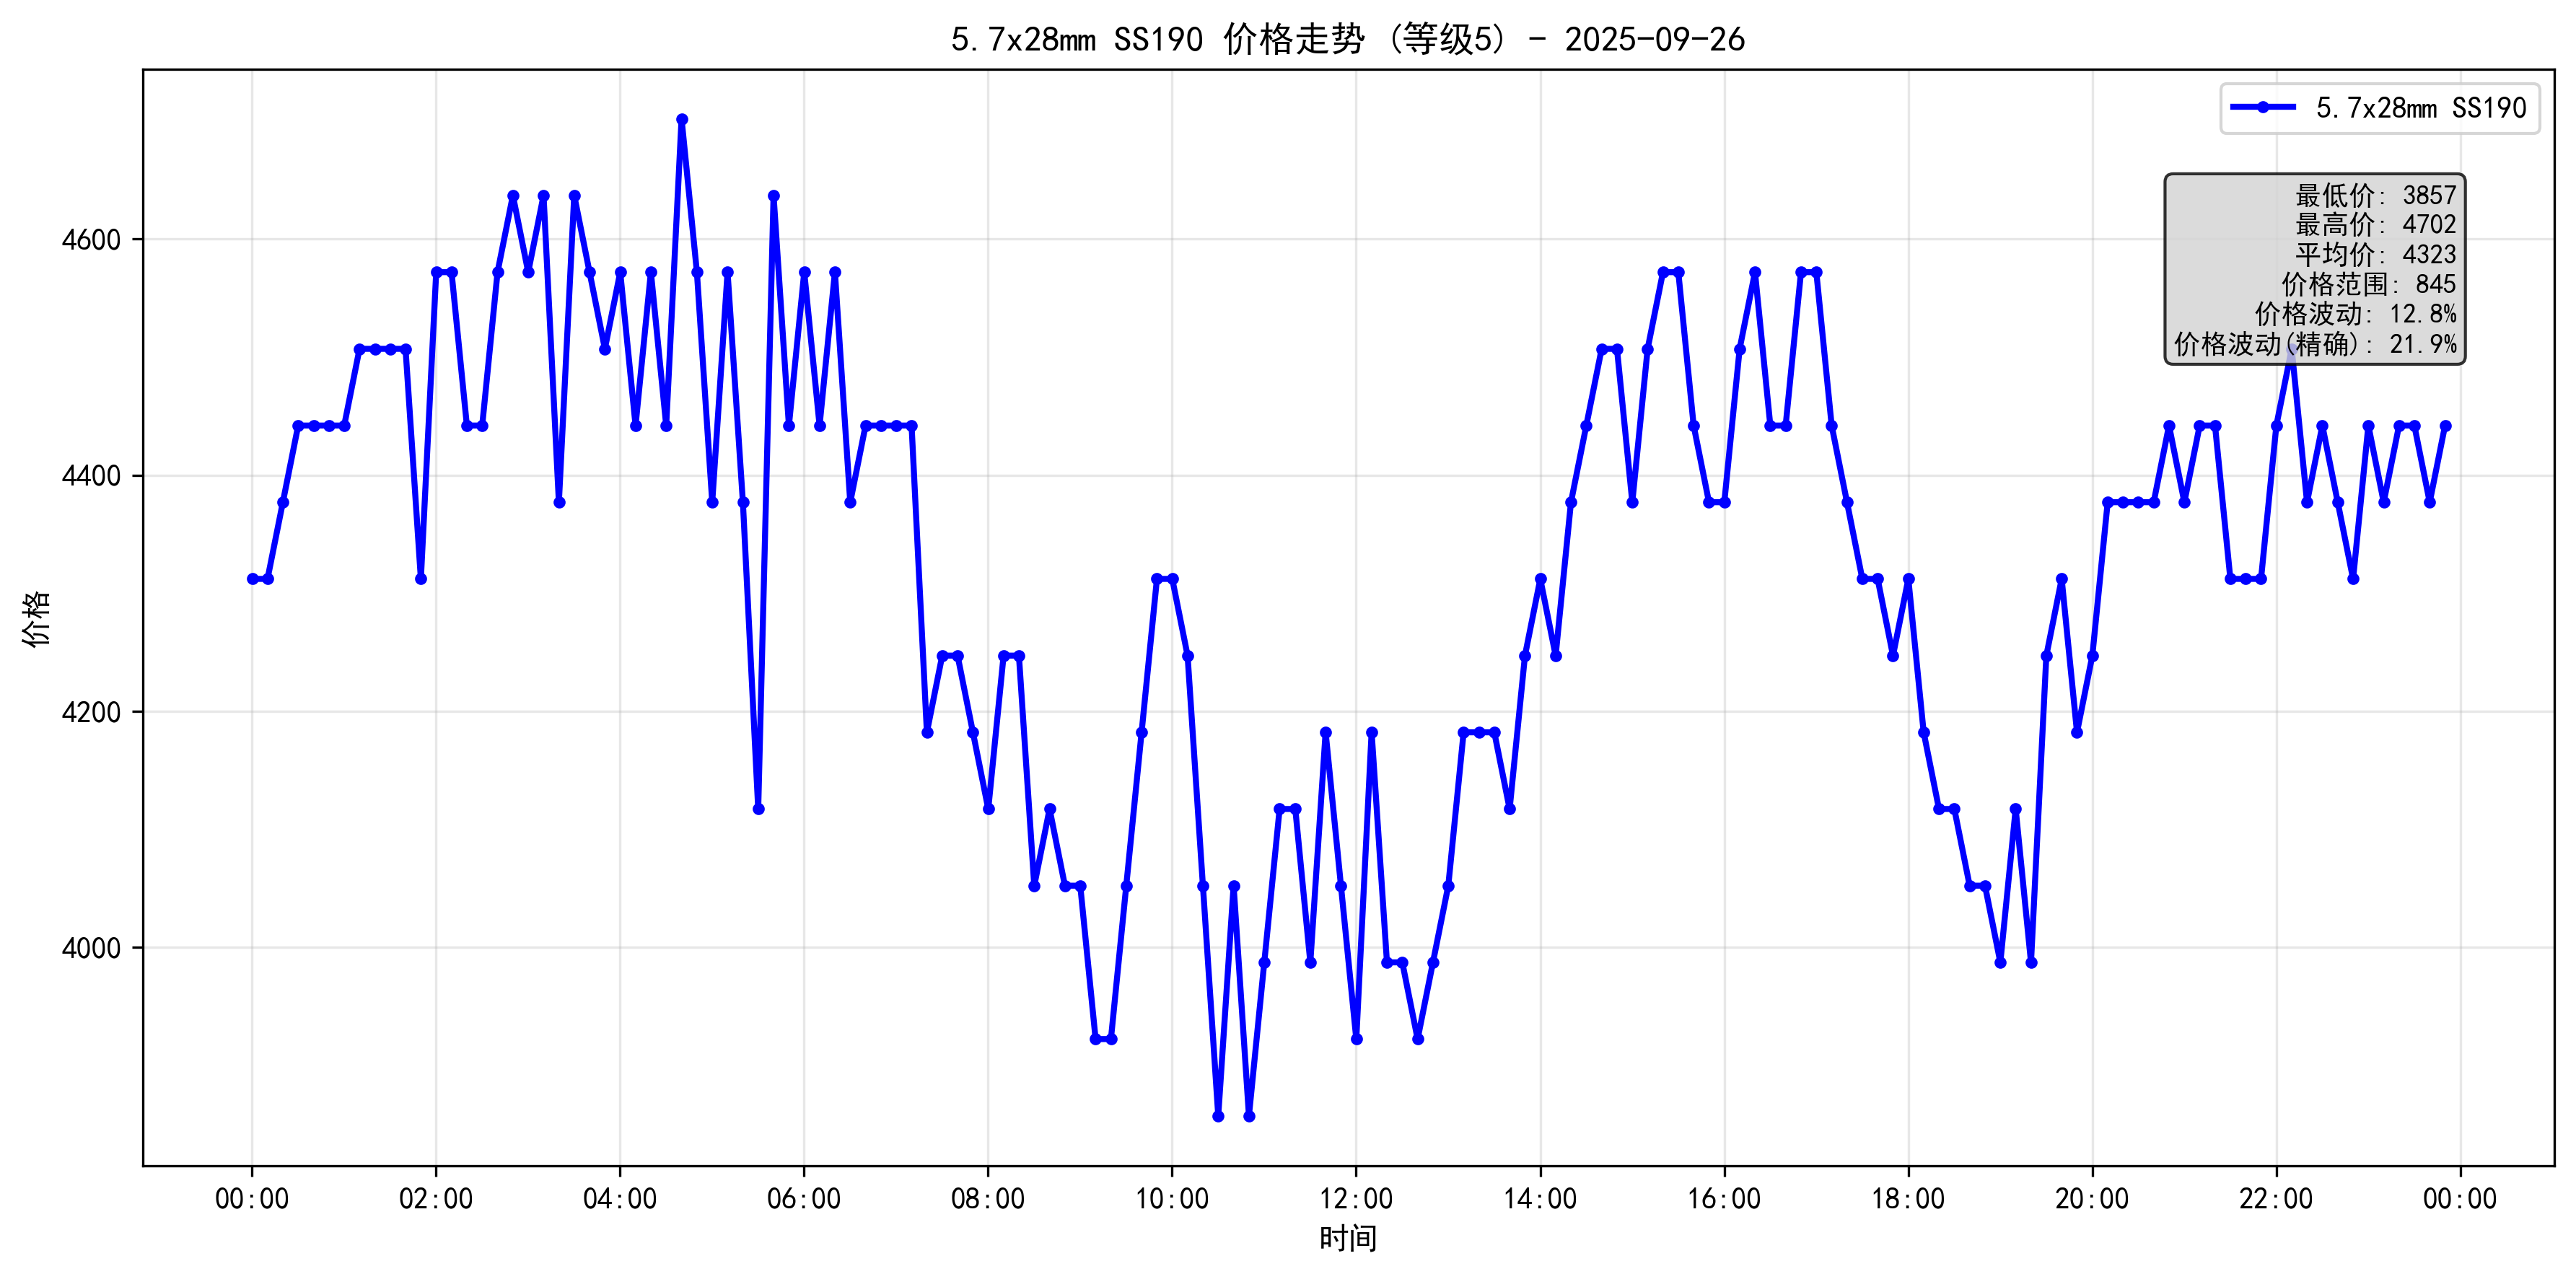 5.7x28mm SS190 价格走势 (等级5) - 2025-09-26
5.7x28mm SS190
最低价: 3857
最高价: 4702
平均价: 4323
价格范围: 845
价格波动: 12.8%
价格波动(精确): 21.9%
价格
4600
4400
4200
4000
00:00 02:00 04:00 06:00 08:00 10:00 12:00 14:00 16:00 18:00 20:00 22:00 00:00
时间